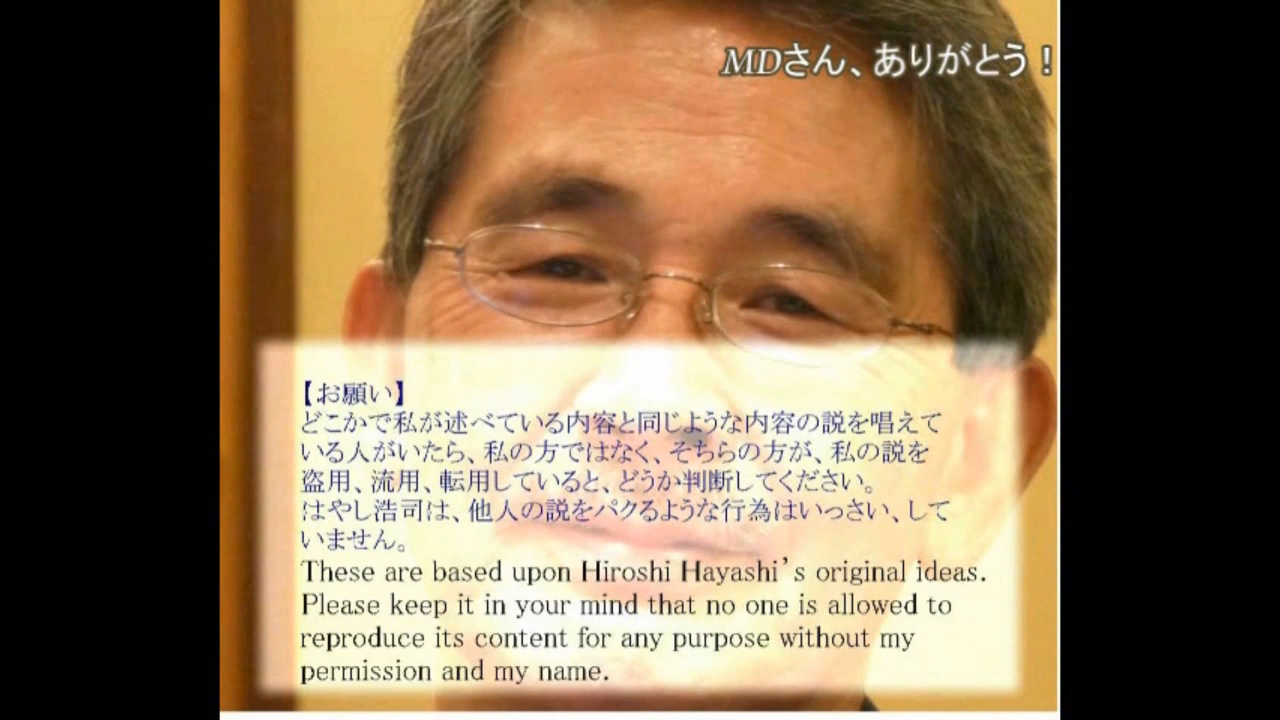 MDさん、ありがとう！
【お願い】
どこかで私が述べている内容と同じような内容の説を唱えて
いる人がいたら、私の方ではなく、そちらの方が、私の説を
盗用、流用、転用していると、どうか判断してください。
はやし浩司は、他人の説をパクるような行為はいっさい、して
いません。
These are based upon Hiroshi Hayashi’s original ideas.
Please keep it in your mind that no one is allowed to
reproduce its content for any purpose without my
permission and my name.